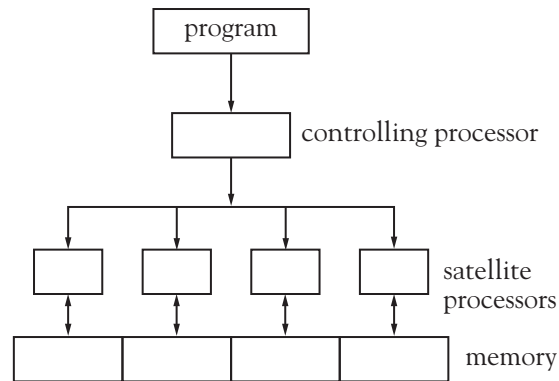 program
controlling processor
satellite
processors
memory